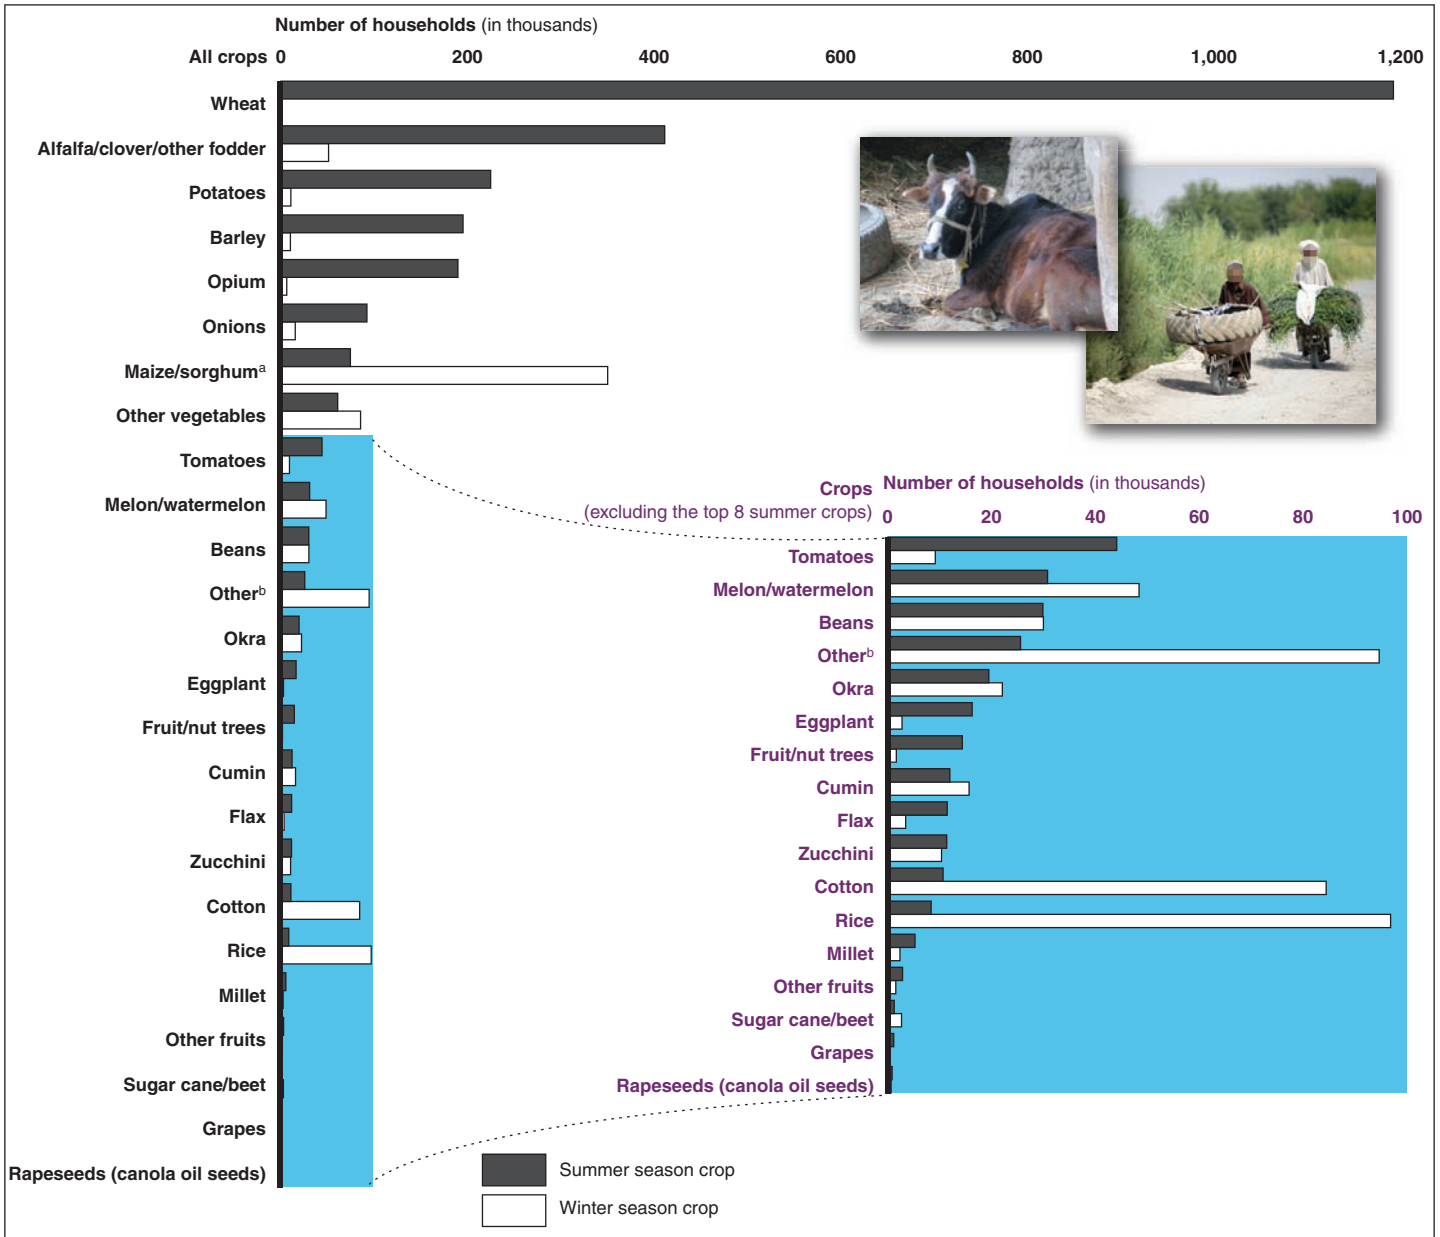 Number of households (in thousands)
All crops 0 200 400 600 800 1,000 1,200
Wheat
Alfalfa/clover/other fodder
Potatoes
Barley
Opium
Onions
Maize/sorghumᵃ
Other vegetables
Tomatoes
Melon/watermelon
Beans
Otherᵇ
Okra
Eggplant
Fruit/nut trees
Cumin
Flax
Zucchini
Cotton
Rice
Millet
Other fruits
Sugar cane/beet
Grapes
Rapeseeds (canola oil seeds)
Crops Number of households (in thousands)
(excluding the top 8 summer crops) 0 20 40 60 80 100
Tomatoes
Melon/watermelon
Beans
Otherᵇ
Okra
Eggplant
Fruit/nut trees
Cumin
Flax
Zucchini
Cotton
Rice
Millet
Other fruits
Sugar cane/beet
Grapes
Rapeseeds (canola oil seeds)
Summer season crop
Winter season crop